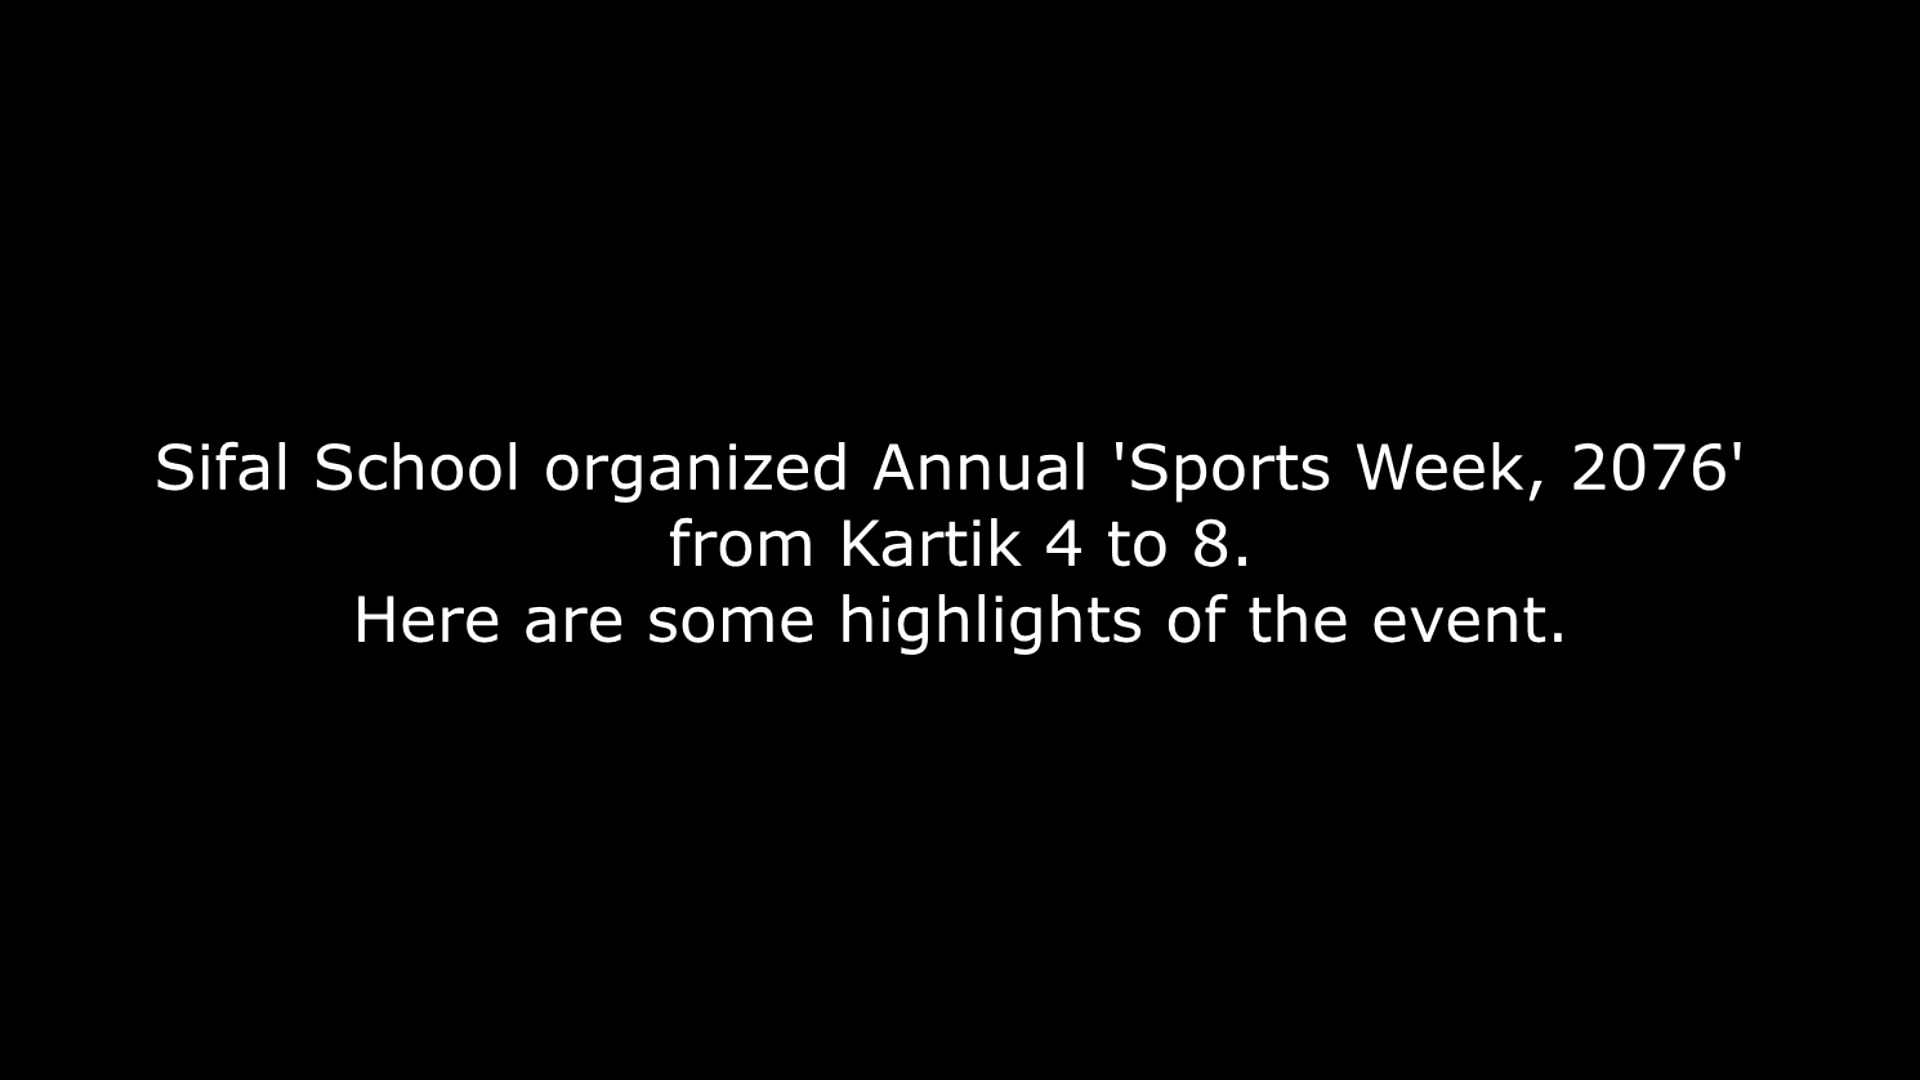 Sifal School organized Annual 'Sports Week, 2076'
from Kartik 4 to 8.
Here are some highlights of the event.